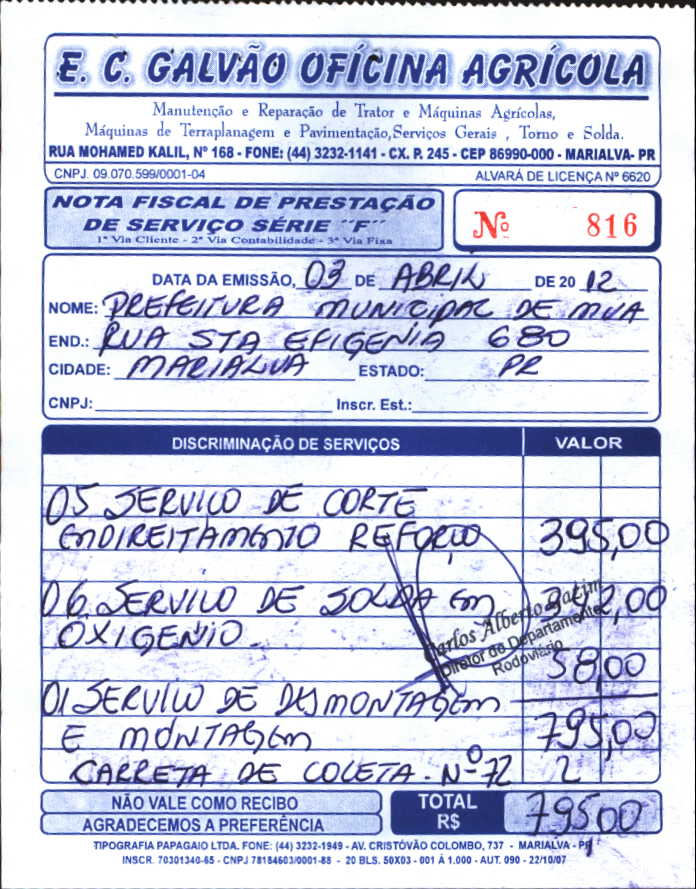 E. C. GALVÃO OFÍCINA AGRÍCOLA
Manutenção e Reparação de Trator e Máquinas Agrícolas,
Máquinas de Terraplanagem e Pavimentação,Serviços Gerais , Torno e Solda.
RUA MOHAMED KALIL, Nº 168 - FONE: (44) 3232-1141 - CX. P. 245 - CEP 86990-000 - MARIALVA- PR
CNPJ. 09.070.599/0001-04 ALVARÁ DE LICENÇA Nº 6620
NOTA FISCAL DE PRESTAÇÃO
DE SERVIÇO SÉRIE ´´F´´
1ª Via Cliente - 2ª Via Contabilidade - 3ª Via Fixa
Nº 816
DATA DA EMISSÃO, 03 DE ABRIL DE 2012
NOME: PREFEITURA MUNICIPAL DE MVA
END.: RUA STA EFIGENIA 680
CIDADE: MARIALVA ESTADO: PR
CNPJ: Inscr. Est.:
DISCRIMINAÇÃO DE SERVIÇOS VALOR
05 SERVIÇO DE CORTE
ENDIREITAMENTO REFORÇO 395,00
06 SERVIÇO DE SOLDA EM 342,00
OXIGENIO.
Carlos Alberto
Diretor do Departamento
Rodoviário
58,00
01 SERVIÇO DE DESMONTAGEM
E MONTAGEM 795,00
CARRETA DE COLETA. Nº 72 2
NÃO VALE COMO RECIBO
AGRADECEMOS A PREFERÊNCIA
TOTAL
R$ 795,00
TIPOGRAFIA PAPAGAIO LTDA. FONE: (44) 3232-1949 - AV. CRISTÓVÃO COLOMBO, 737 - MARIALVA - PR
INSCR. 70301340-65 - CNPJ 78184603/0001-88 - 20 BLS. 50X03 - 001 Á 1.000 - AUT. 090 - 22/10/07